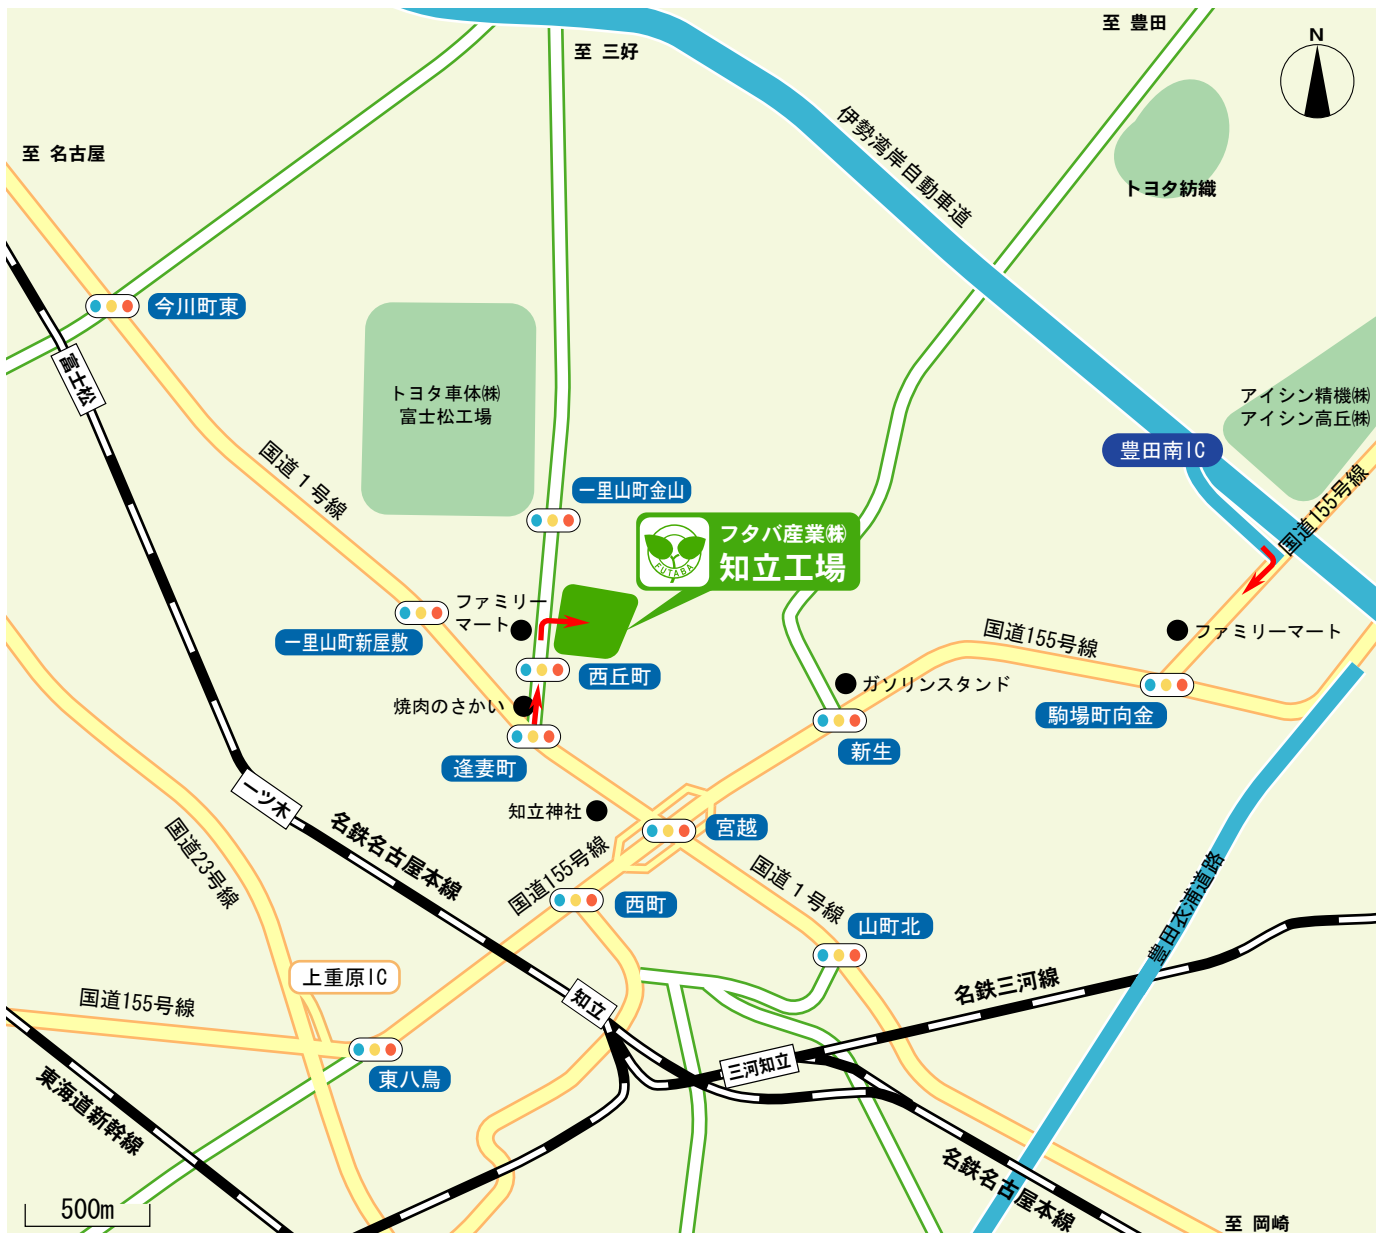 至 三好
至 豊田
N
伊勢湾岸自動車道
至 名古屋
トヨタ紡織
今川町東
富士松
トヨタ車体㈱
富士松工場
アイシン精機㈱
アイシン高丘㈱
豊田南IC
国道１号線
一里山町金山
国道155号線
フタバ産業㈱
知立工場
FUTABA
ファミリー
マート
一里山町新屋敷
国道155号線
ファミリーマート
西丘町
ガソリンスタンド
焼肉のさかい
駒場町向金
新生
逢妻町
一ツ木
知立神社
宮越
名鉄名古屋本線
国道23号線
国道155号線
国道１号線
西町
山町北
豊田衣浦道路
上重原IC
国道155号線
知立
名鉄三河線
三河知立
東八鳥
東海道新幹線
名鉄名古屋本線
500m
至 岡崎